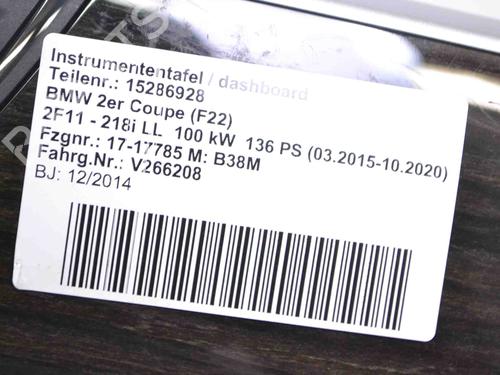 Instrumententafel / dashboard
Teilenr.: 15286928
BMW 2er Coupe (F22)
2F11 - 218i LL 100 kW 136 PS (03.2015-10.2020)
Fzgnr.: 17-17785 M: B38M
Fahrg.Nr.: V266208
BJ: 12/2014